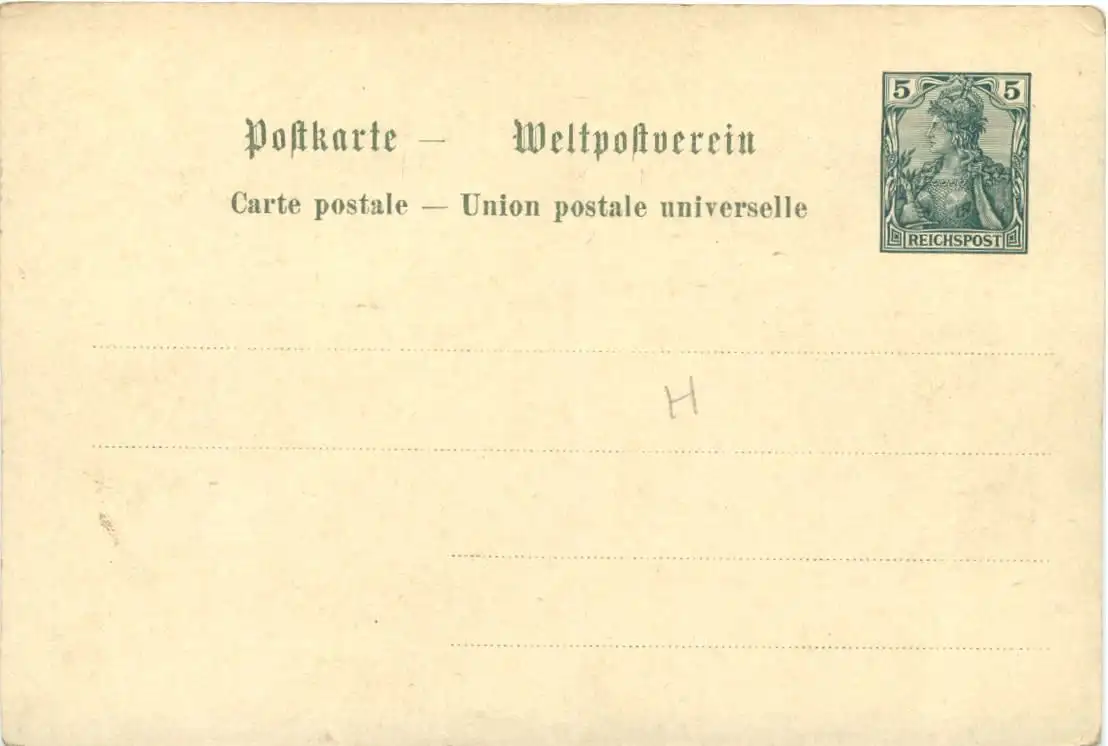 5 5
Postkarte — Weltpostverein
Carte postale — Union postale universelle
REICHSPOST
H